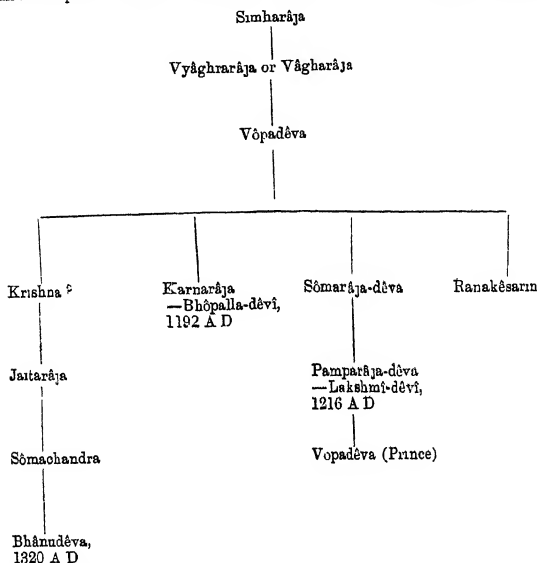 Simharâja
Vyâghrarâja or Vâgharâja
Vôpadêva
Krishna ?
Karnarâja
—Bhôpalla-dêvî,
1192 A D
Sômarâja-dêva
Ranakêsarin
Jaitarâja
Pamparâja-dêva
—Lakshmî-dêvî,
1216 A D
Sômachandra
Vopadêva (Prince)
Bhânudêva,
1320 A D